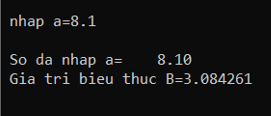 nhap a=8.1
So da nhap a=    8.10
Gia tri bieu thuc B=3.084261